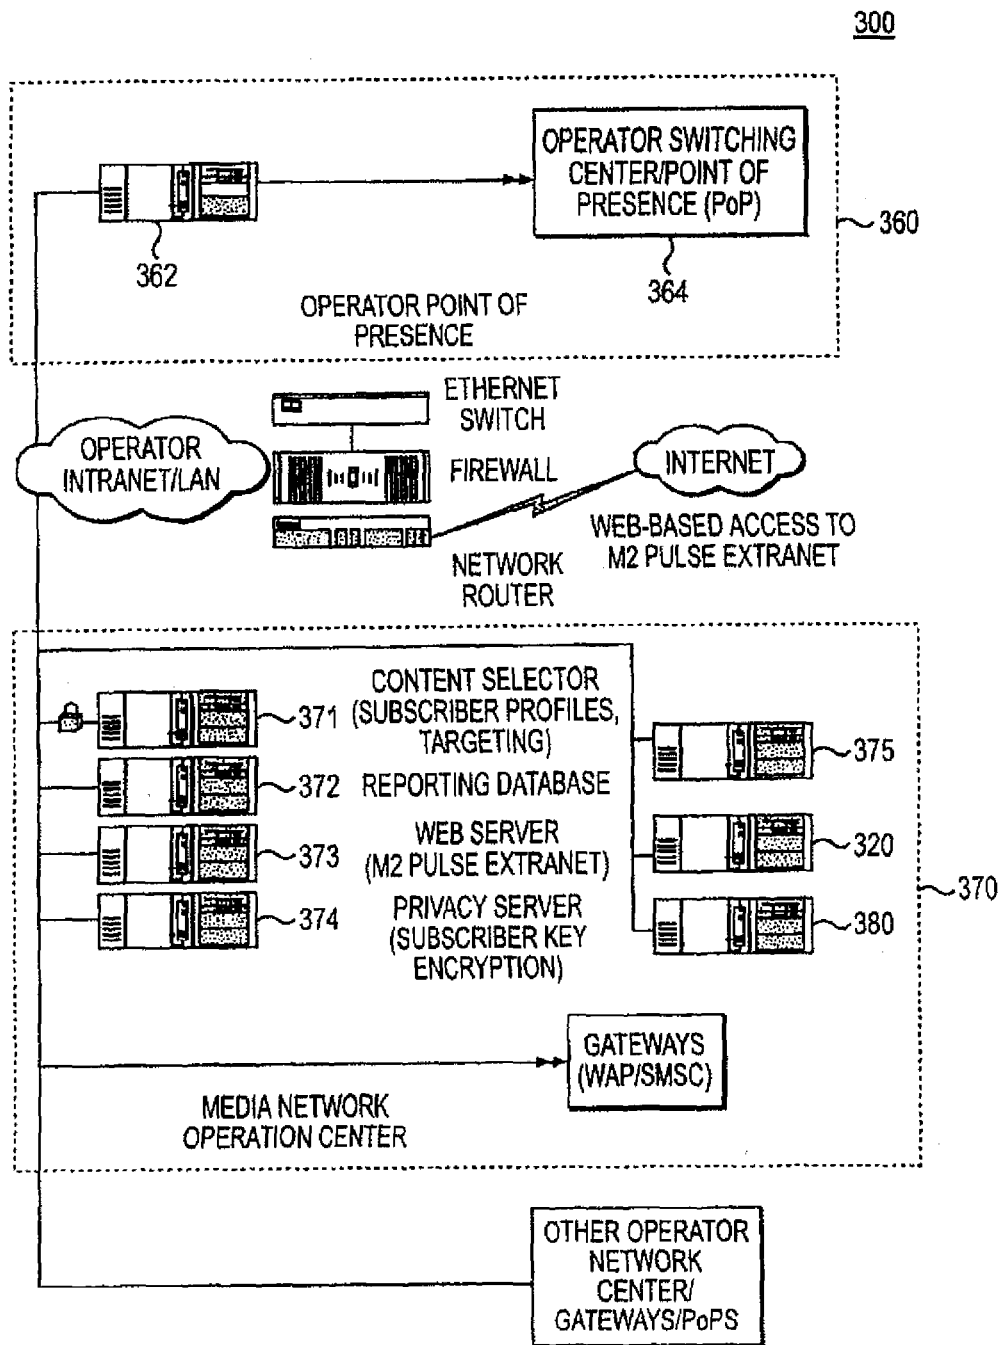 300
OPERATOR SWITCHING
CENTER/POINT OF
PRESENCE (PoP)
360
362
364
OPERATOR POINT OF
PRESENCE
ETHERNET
SWITCH
OPERATOR
INTRANET/LAN
FIREWALL
INTERNET
WEB-BASED ACCESS TO
M2 PULSE EXTRANET
NETWORK
ROUTER
CONTENT SELECTOR
(SUBSCRIBER PROFILES,
TARGETING)
371
375
372
REPORTING DATABASE
373
WEB SERVER
(M2 PULSE EXTRANET)
320
370
374
PRIVACY SERVER
(SUBSCRIBER KEY
ENCRYPTION)
380
GATEWAYS
(WAP/SMSC)
MEDIA NETWORK
OPERATION CENTER
OTHER OPERATOR
NETWORK
CENTER/
GATEWAYS/PoPS